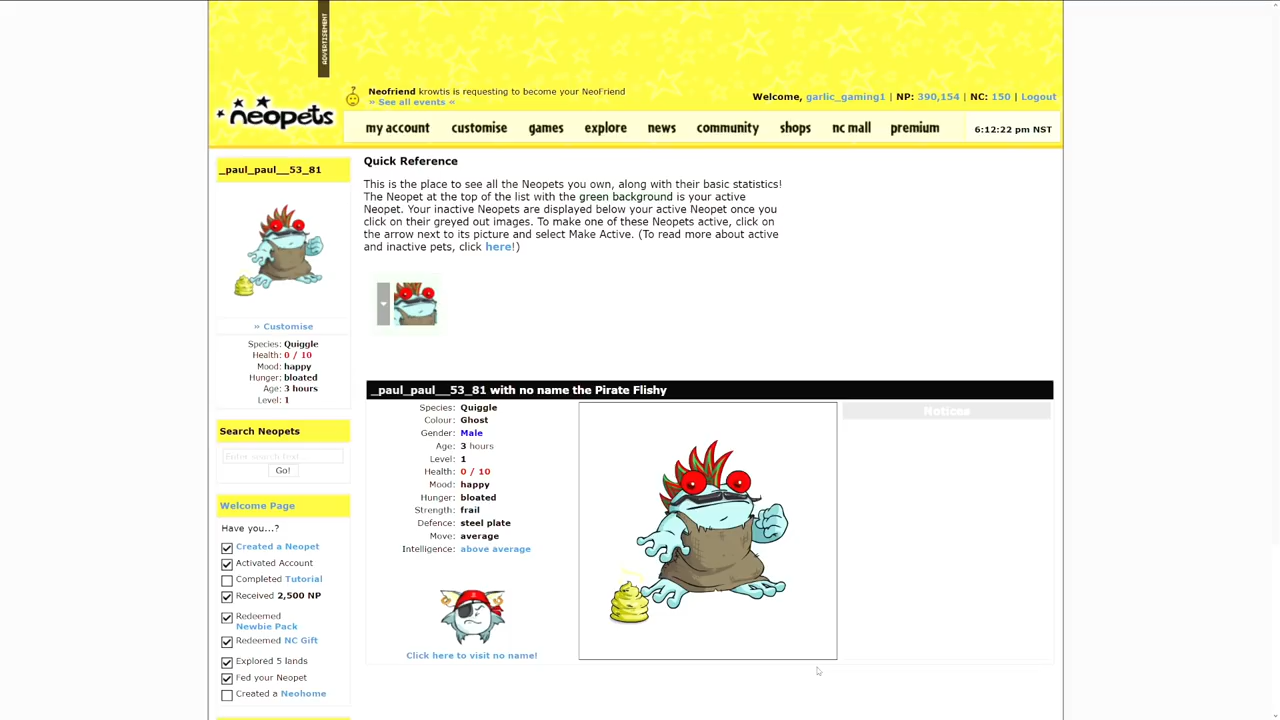 ADVERTISEMENT
Neofriend krowtis is requesting to become your NeoFriend
» See all events «
Welcome, garlic_gaming1 | NP: 390,154 | NC: 150 | Logout
neopets
my account customise games explore news community shops nc mall premium 6:12:22 pm NST
_paul_paul__53_81
» Customise
Species: Quiggle
Health: 0 / 10
Mood: happy
Hunger: bloated
Age: 3 hours
Level: 1
Search Neopets
Enter search text...
Go!
Welcome Page
Have you...?
Created a Neopet
Activated Account
Completed Tutorial
Received 2,500 NP
Redeemed
Newbie Pack
Redeemed NC Gift
Explored 5 lands
Fed your Neopet
Created a Neohome
Quick Reference
This is the place to see all the Neopets you own, along with their basic statistics!
The Neopet at the top of the list with the green background is your active
Neopet. Your inactive Neopets are displayed below your active Neopet once you
click on their greyed out images. To make one of these Neopets active, click on
the arrow next to its picture and select Make Active. (To read more about active
and inactive pets, click here!)
_paul_paul__53_81 with no name the Pirate Flishy
Species: Quiggle
Colour: Ghost
Gender: Male
Age: 3 hours
Level: 1
Health: 0 / 10
Mood: happy
Hunger: bloated
Strength: frail
Defence: steel plate
Move: average
Intelligence: above average
Click here to visit no name!
Notices